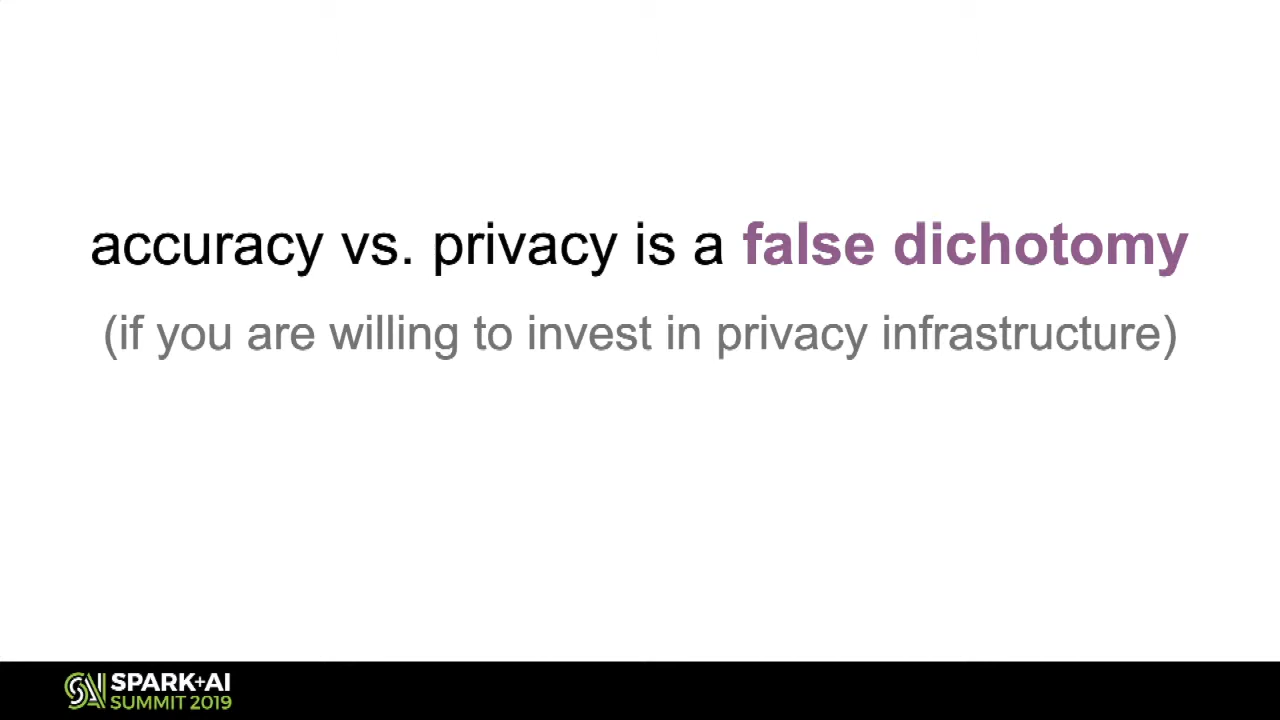 accuracy vs. privacy is a false dichotomy
(if you are willing to invest in privacy infrastructure)
SPARK+AI
SUMMIT 2019